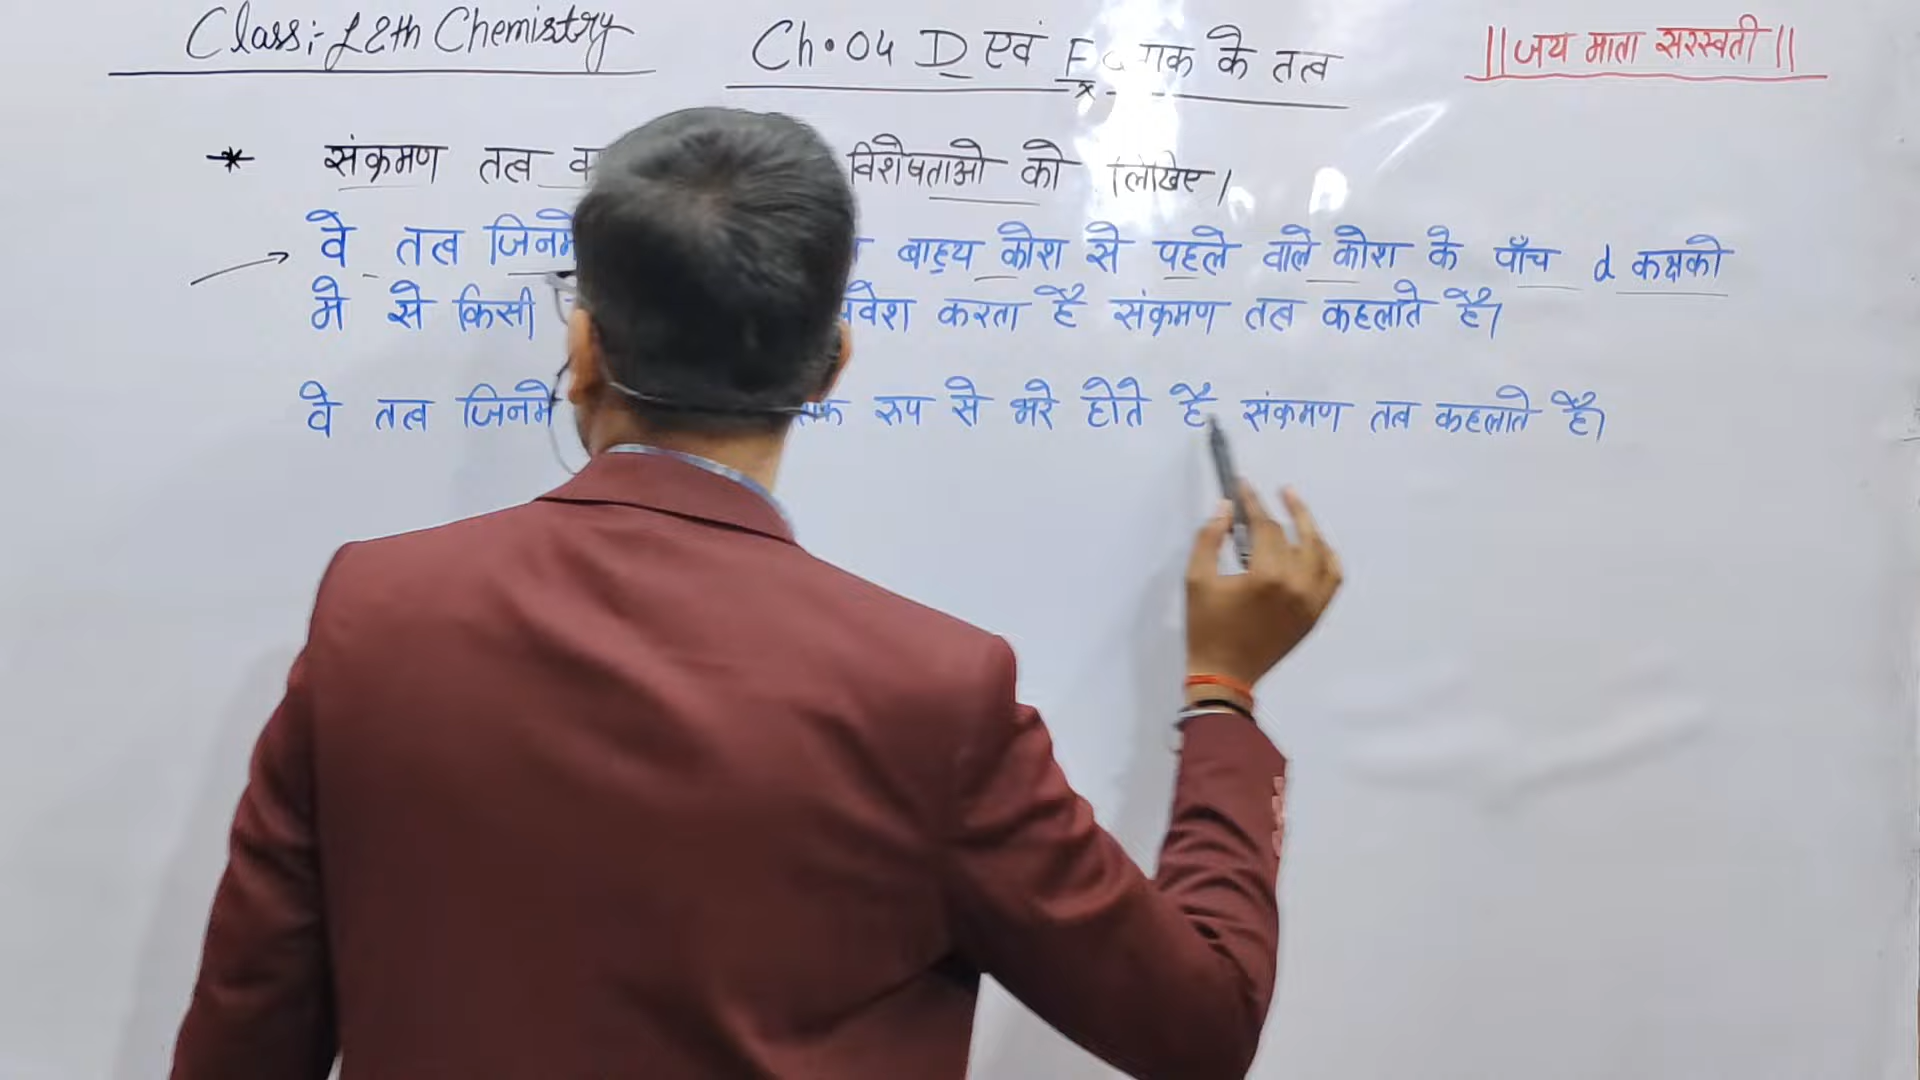 Class:- 12th Chemistry
Ch.04 D एवं F के तत्व
||जय माता सरस्वती||
* संक्रमण तत्व विशेषताओ को लिखिए।
वे तत्व जिनमे बाह्य कोश से पहले वाले कोश के पाँच d कक्षको
मे से किसी करता है संक्रमण तत्व कहलाते है।
वे तत्व जिनमे रुप से भरे होते है संक्रमण तत्व कहलाते है।